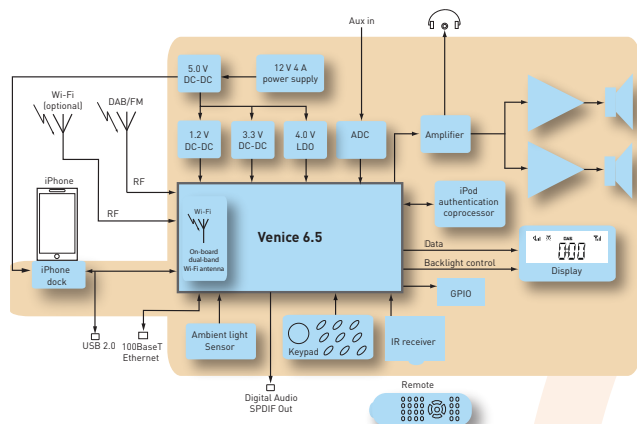 Aux in
5.0 V
DC-DC
12 V 4 A
power supply
Wi-Fi
(optional)
DAB/FM
1.2 V
DC-DC
3.3 V
DC-DC
4.0 V
LDO
ADC
Amplifier
iPhone
RF
RF
Wi-Fi
On-board
dual-band
Wi-Fi antenna
Venice 6.5
iPod
authentication
coprocessor
Data
Backlight control
DAB
00:00
Display
iPhone
dock
GPIO
USB 2.0
100BaseT
Ethernet
Ambient light
Sensor
Keypad
IR receiver
Digital Audio
SPDIF Out
Remote